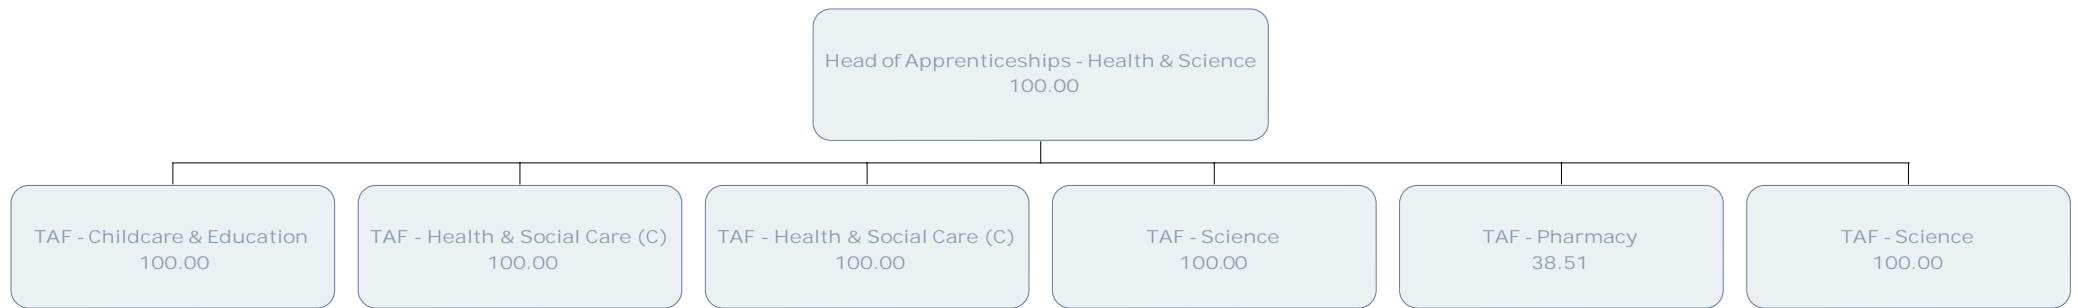 Head of Apprenticeships - Health & Science
100.00
TAF - Childcare & Education
100.00
TAF - Health & Social Care (C)
100.00
TAF - Health & Social Care (C)
100.00
TAF - Science
100.00
TAF - Pharmacy
38.51
TAF - Science
100.00